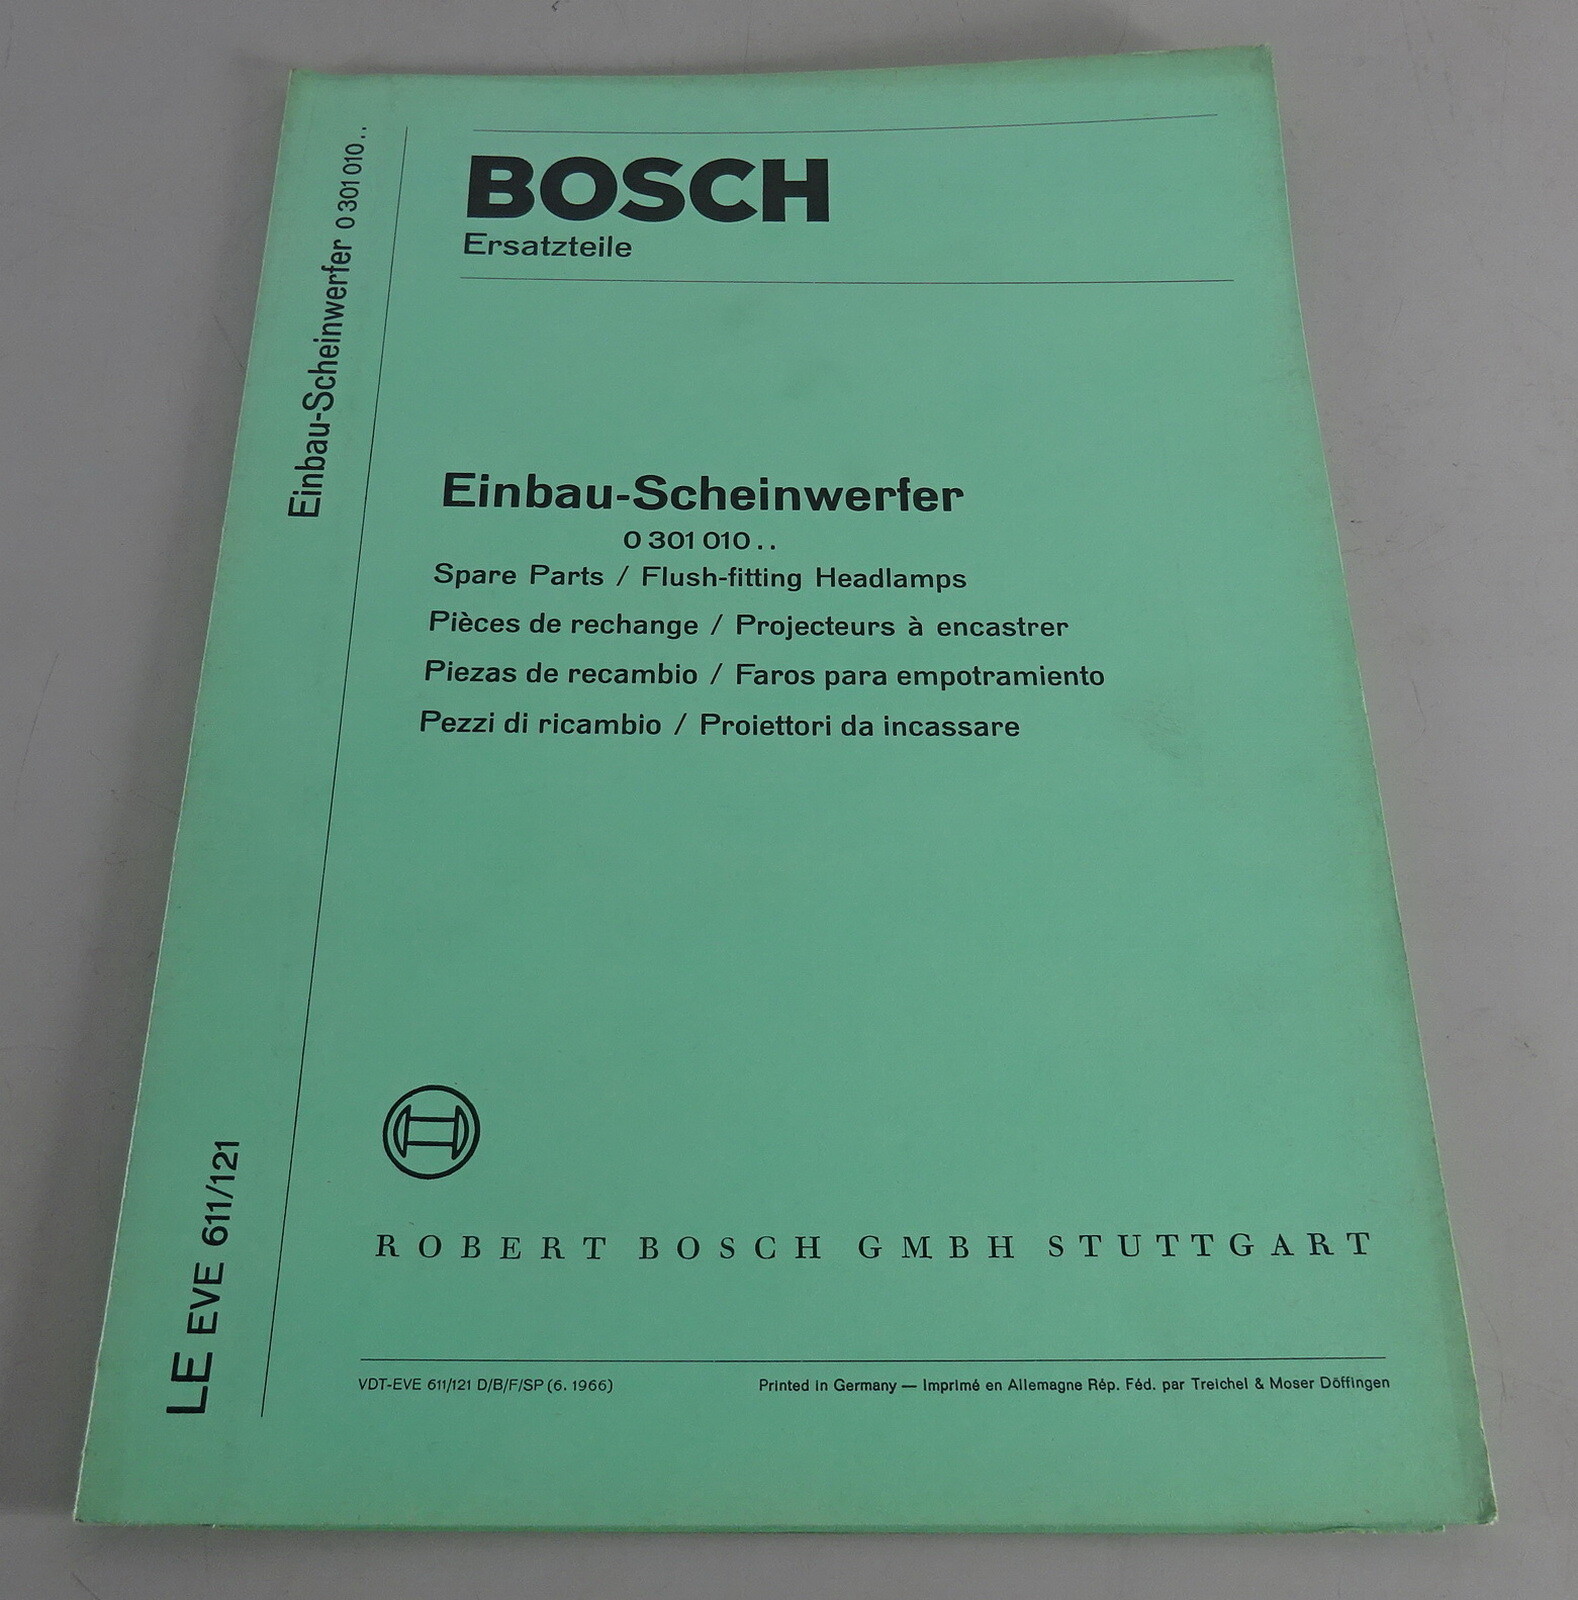 BOSCH
Ersatzteile
Einbau-Scheinwerfer 0 301 010 . .
Einbau-Scheinwerfer
0 301 010 . .
Spare Parts / Flush-fitting Headlamps
Pièces de rechange / Projecteurs à encastrer
Piezas de recambio / Faros para empotramiento
Pezzi di ricambio / Proiettori da incassare
LE EVE 611/121
ROBERT BOSCH GMBH STUTTGART
VDT-EVE 611/121 D/B/F/SP (6. 1966)
Printed in Germany — Imprimé en Allemagne Rép. Féd. par Treichel & Moser Döffingen